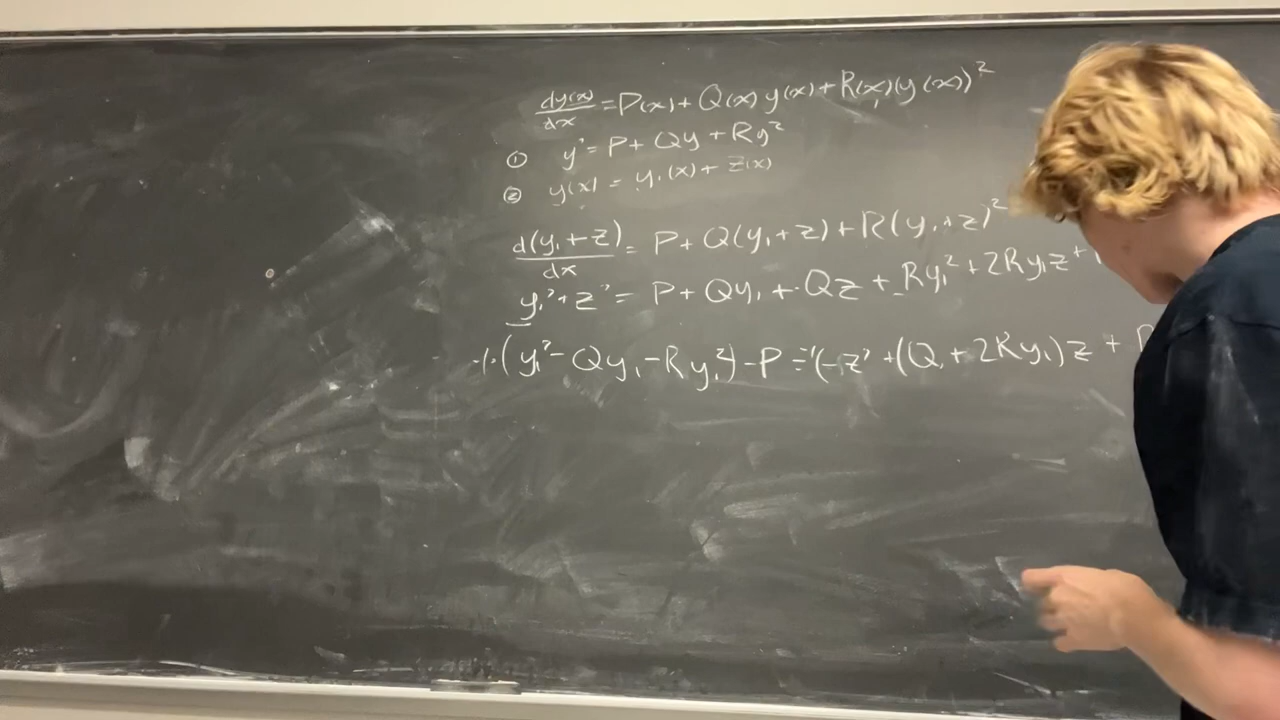 dy(x)/dx = P(x) + Q(x) y(x) + R(x)(y(x))²
① y' = P + Qy + Ry²
② y(x) = y₁(x) + z(x)
d(y₁+z)/dx = P + Q(y₁+z) + R(y₁+z)²
y₁' + z' = P + Qy₁ + Qz + Ry₁² + 2Ry₁z +
-1·(y₁' - Qy₁ - Ry₁²) - P = -1(-z' + (Q + 2Ry₁)z +